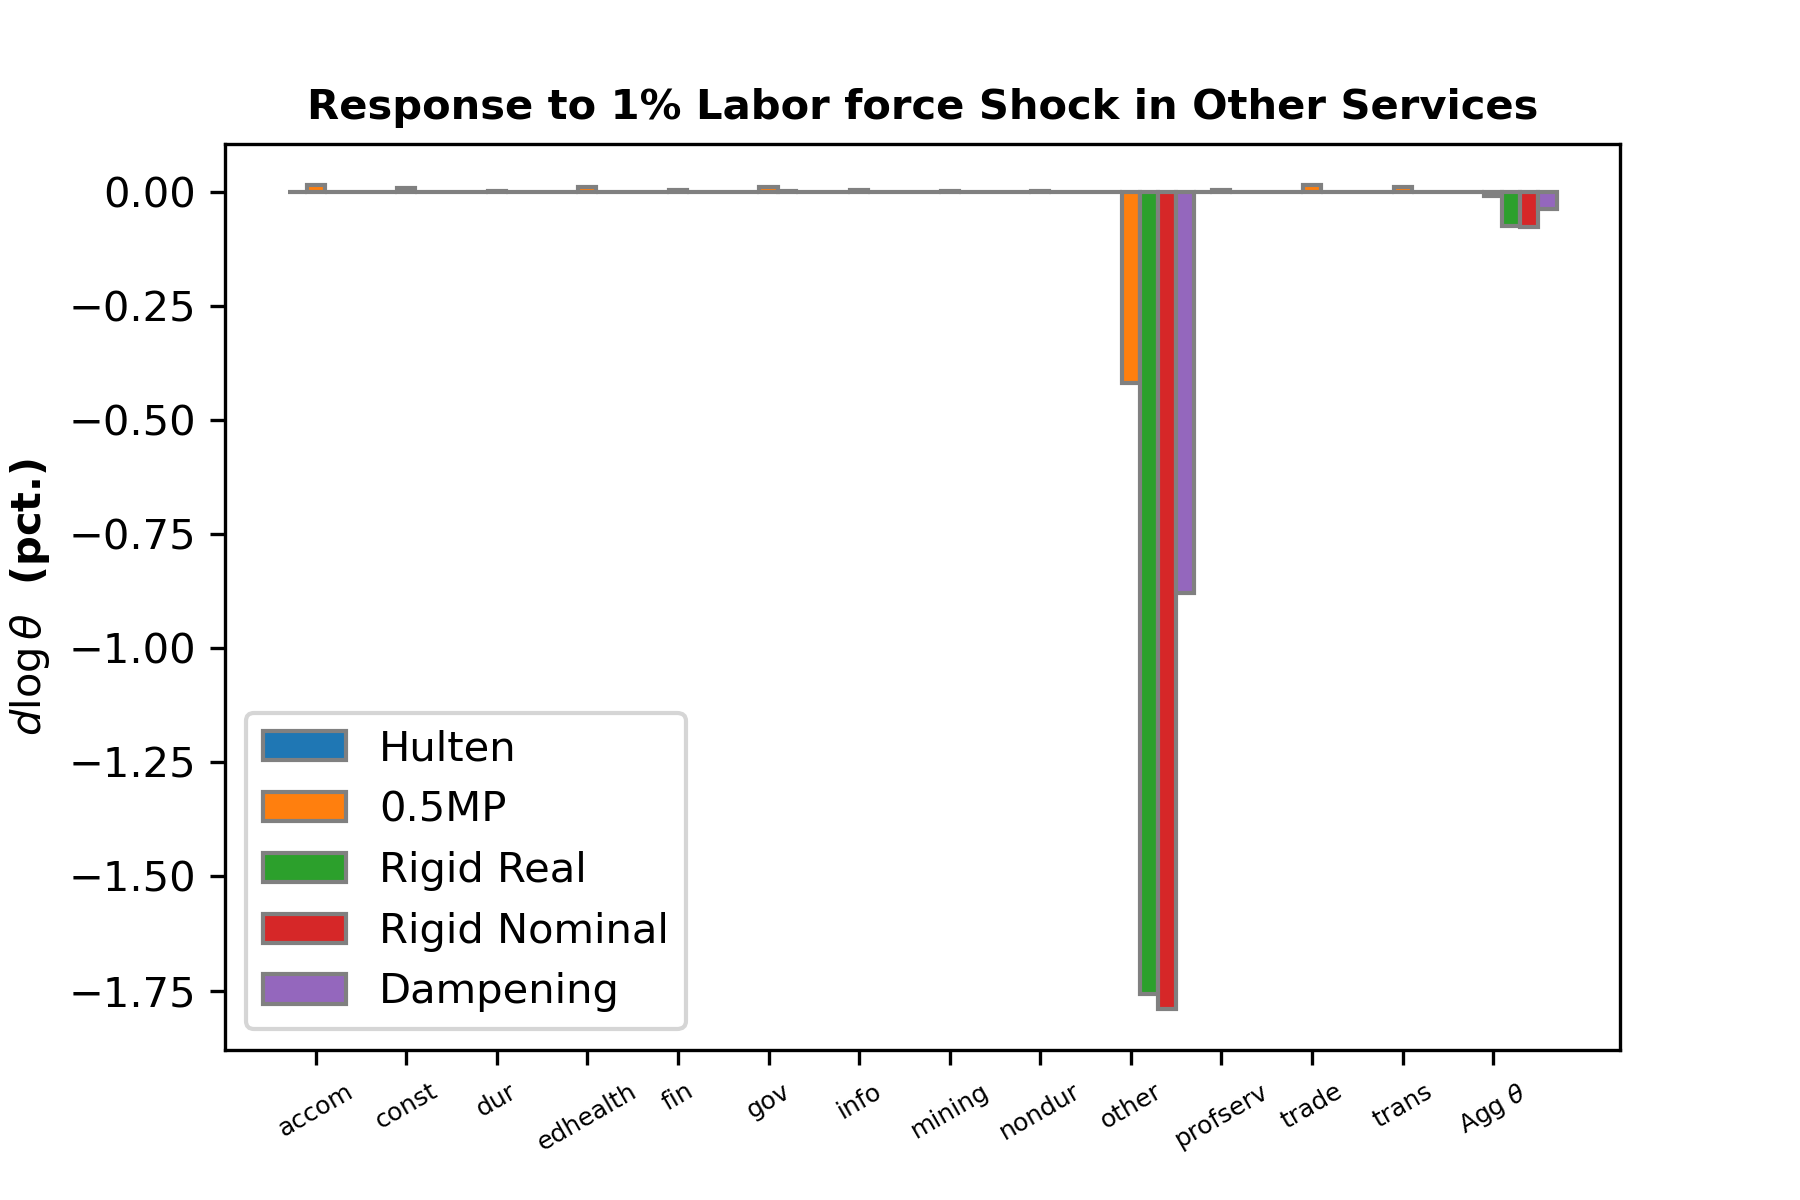 Response to 1% Labor force Shock in Other Services
0.00
−0.25
−0.50
−0.75
−1.00
−1.25
−1.50
−1.75
dlog θ (pct.)
Hulten
0.5MP
Rigid Real
Rigid Nominal
Dampening
accom
const
dur
edhealth
fin
gov
info
mining
nondur
other
profserv
trade
trans
Agg θ